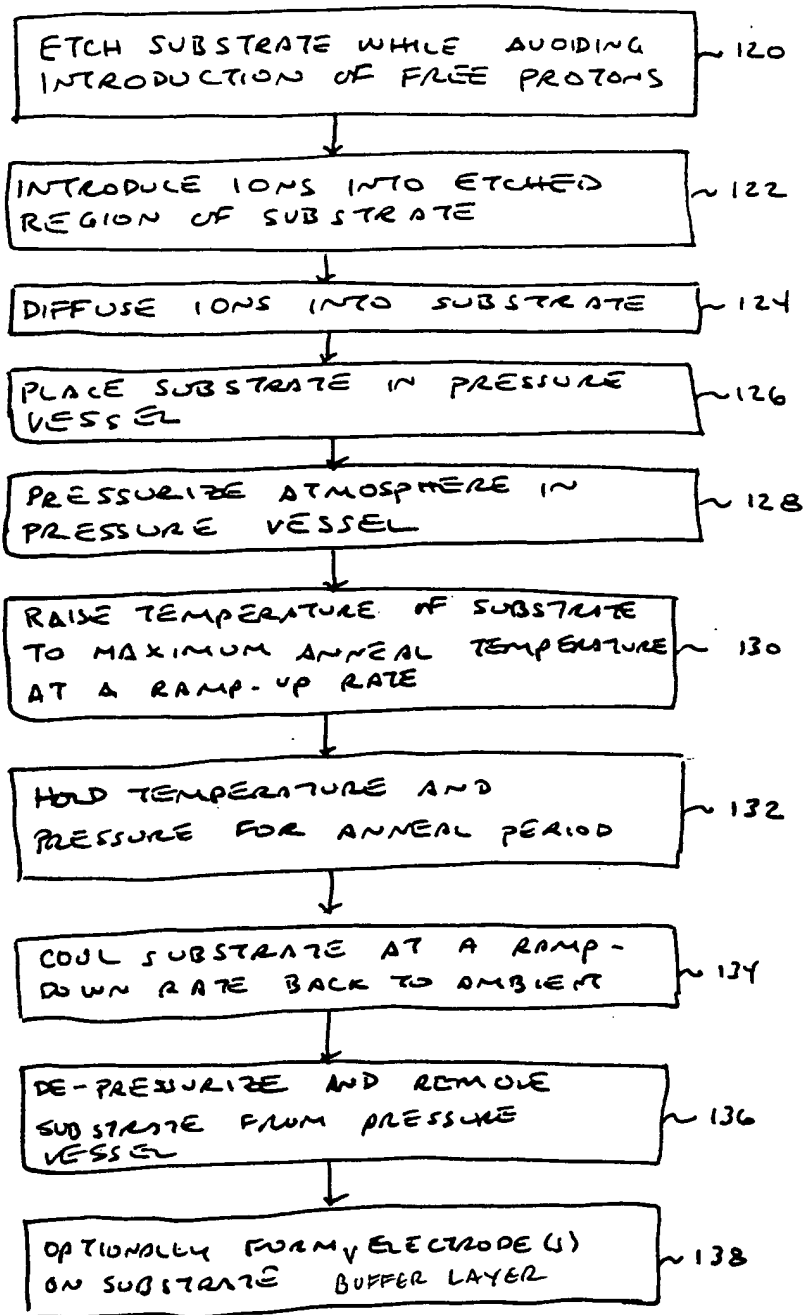 ETCH SUBSTRATE WHILE AVOIDING
INTRODUCTION OF FREE PROTONS
120
INTRODUCE IONS INTO ETCHED
REGION OF SUBSTRATE
122
DIFFUSE IONS INTO SUBSTRATE
124
PLACE SUBSTRATE IN PRESSURE
VESSEL
126
PRESSURIZE ATMOSPHERE IN
PRESSURE VESSEL
128
RAISE TEMPERATURE OF SUBSTRATE
TO MAXIMUM ANNEAL TEMPERATURE
AT A RAMP-UP RATE
130
HOLD TEMPERATURE AND
PRESSURE FOR ANNEAL PERIOD
132
COOL SUBSTRATE AT A RAMP-
DOWN RATE BACK TO AMBIENT
134
DE-PRESSURIZE AND REMOVE
SUBSTRATE FROM PRESSURE
VESSEL
136
OPTIONALLY FORM ELECTRODE(S)
ON SUBSTRATE BUFFER LAYER
138